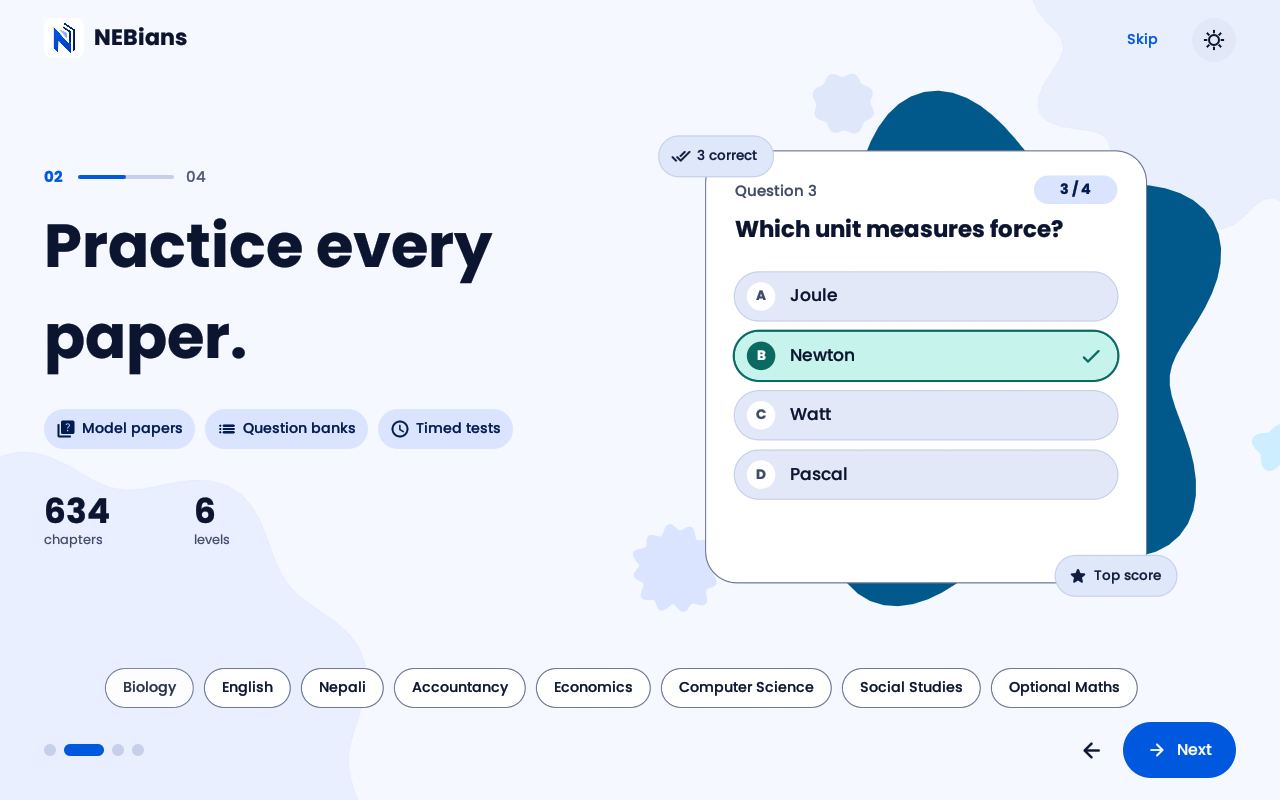 NEBians
Skip
02
04
Practice every
paper.
Model papers
Question banks
Timed tests
634
chapters
6
levels
3 correct
Question 3
3 / 4
Which unit measures force?
A
Joule
B
Newton
C
Watt
D
Pascal
Top score
Biology
English
Nepali
Accountancy
Economics
Computer Science
Social Studies
Optional Maths
Next